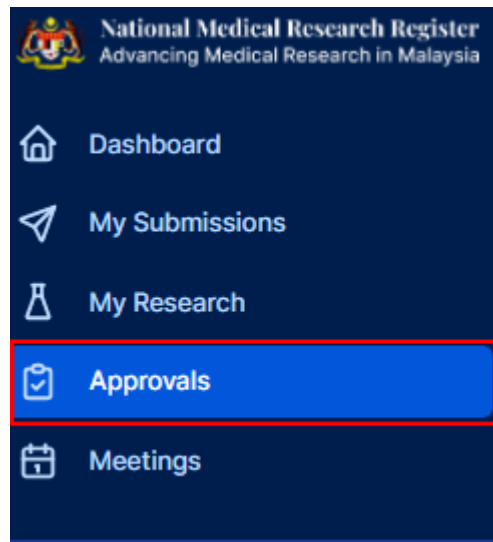 National Medical Research Register
Advancing Medical Research in Malaysia
Dashboard
My Submissions
My Research
Approvals
Meetings